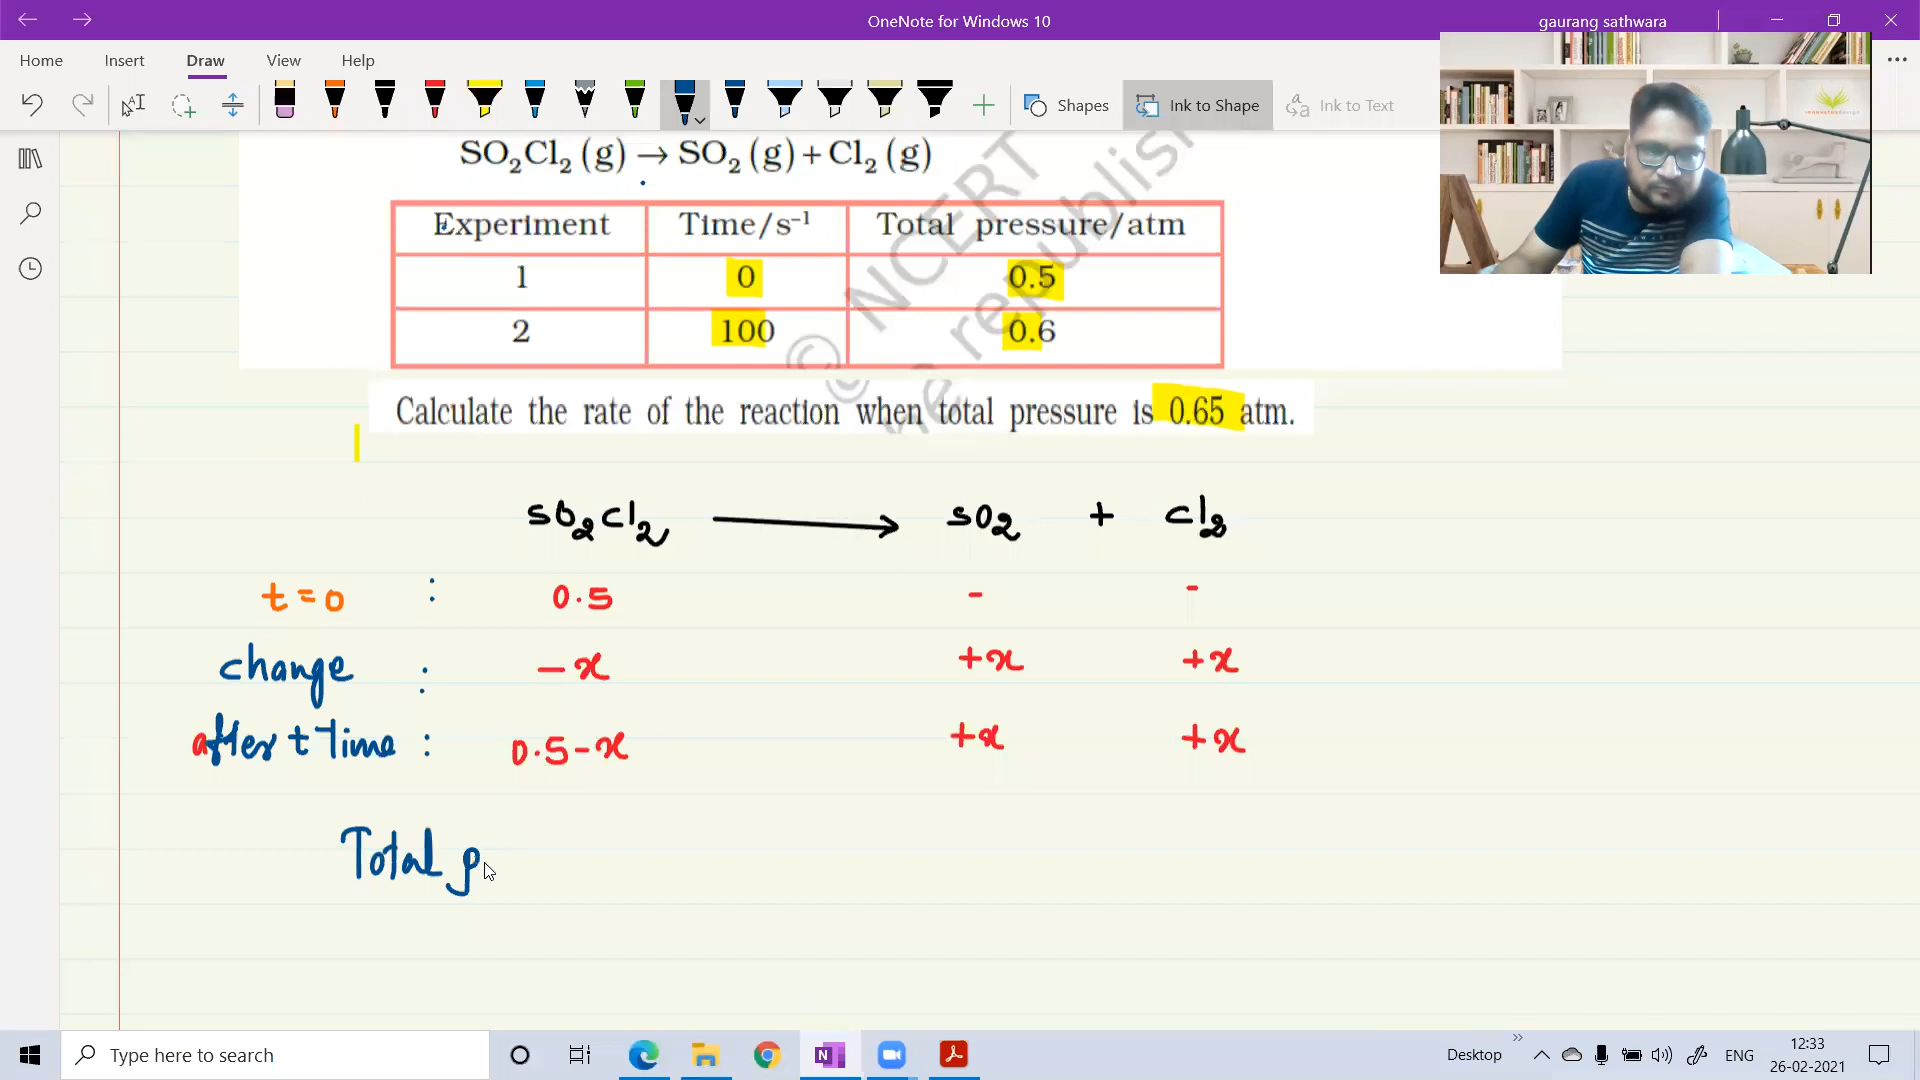 OneNote for Windows 10
gaurang sathwara
Home Insert Draw View Help
Shapes Ink to Shape Ink to Text
SO₂Cl₂ (g) → SO₂ (g) + Cl₂ (g)
Experiment Time/s⁻¹ Total pressure/atm
1 0 0.5
2 100 0.6
© NCERT
be republish
Calculate the rate of the reaction when total pressure is 0.65 atm.
SO₂Cl₂ ⟶ SO₂ + Cl₂
t=0 : 0.5 - -
change : -x +x +x
after t Time : 0.5-x +x +x
Total p
Type here to search
Desktop ENG 12:33
26-02-2021